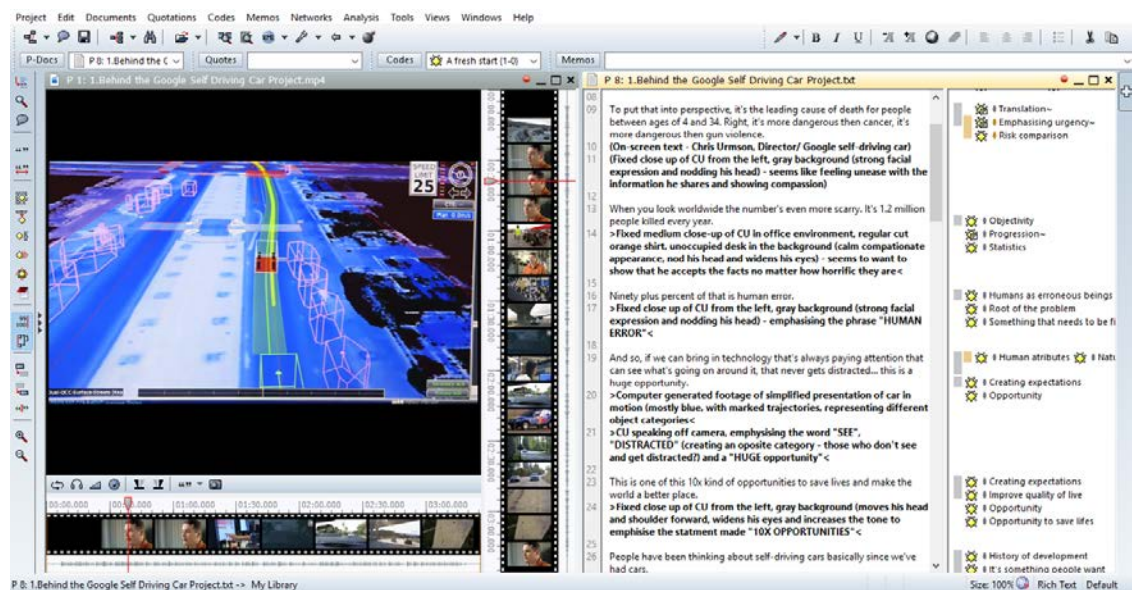 Project Edit Documents Quotations Codes Memos Networks Analysis Tools Views Windows Help
P-Docs P 8: 1.Behind the G Quotes Codes A fresh start (1-0) Memos
P 1: 1.Behind the Google Self Driving Car Project.mp4
P 8: 1.Behind the Google Self Driving Car Project.txt
SPEED LIMIT 25
08
09 To put that into perspective, it's the leading cause of death for people
between ages of 4 and 34. Right, it's more dangerous then cancer, it's
more dangerous then gun violence.
10 (On-screen text - Chris Urmson, Director/ Google self-driving car)
11 (Fixed close up of CU from the left, gray background (strong facial
expression and nodding his head) - seems like feeling unease with the
information he shares and showing compassion)
12
13 When you look worldwide the number's even more scarry. It's 1.2 million
people killed every year.
14 >Fixed medium close-up of CU in office environment, regular cut
orange shirt, unoccupied desk in the background (calm compationate
appearance, nod his head and widens his eyes) - seems to want to
show that he accepts the facts no matter how horrific they are<
15
16 Ninety plus percent of that is human error.
17 >Fixed close up of CU from the left, gray background (strong facial
expression and nodding his head) - emphasising the phrase "HUMAN
ERROR"<
18
19 And so, if we can bring in technology that's always paying attention that
can see what's going on around it, that never gets distracted... this is a
huge opportunity.
20 >Computer generated footage of simplified presentation of car in
motion (mostly blue, with marked trajectories, representing different
object categories<
21 >CU speaking off camera, emphysising the word "SEE",
"DISTRACTED" (creating an oposite category - those who don't see
and get distracted?) and a "HUGE opportunity"<
22
23 This is one of this 10x kind of opportunities to save lives and make the
world a better place.
24 >Fixed close up of CU from the left, gray background (moves his head
and shoulder forward, widens his eyes and increases the tone to
emphisise the statment made "10X OPPORTUNITIES"<
25
26 People have been thinking about self-driving cars basically since we've
had cars.
Translation~
Emphasising urgency~
Risk comparison
Objectivity
Progression~
Statistics
Humans as erroneous beings
Root of the problem
Something that needs to be fi
Human atributes Natu
Creating expectations
Opportunity
Creating expectations
Improve quality of live
Opportunity
Opportunity to save lifes
History of development
It's something people want
00:00.000 |01:00.000 |01:30.000 |02:00.000 |02:30.000 |03:00.000
P 8: 1.Behind the Google Self Driving Car Project.txt -> My Library
Size: 100% Rich Text Default